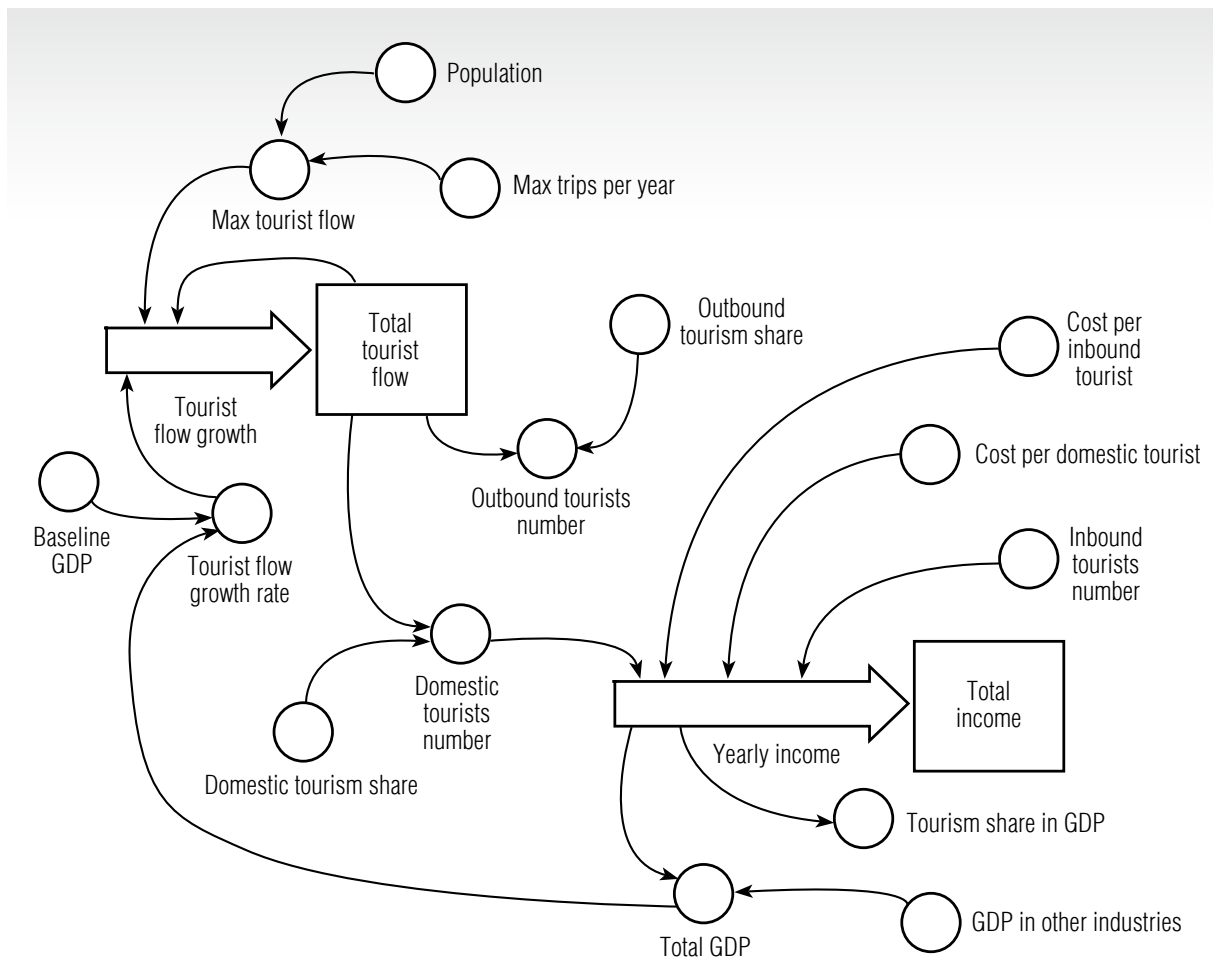 Population
Max trips per year
Max tourist flow
Total
tourist
flow
Outbound
tourism share
Cost per
inbound
tourist
Tourist
flow growth
Cost per domestic tourist
Outbound tourists
number
Baseline
GDP
Tourist flow
growth rate
Inbound
tourists
number
Domestic
tourists
number
Total
income
Yearly income
Domestic tourism share
Tourism share in GDP
GDP in other industries
Total GDP